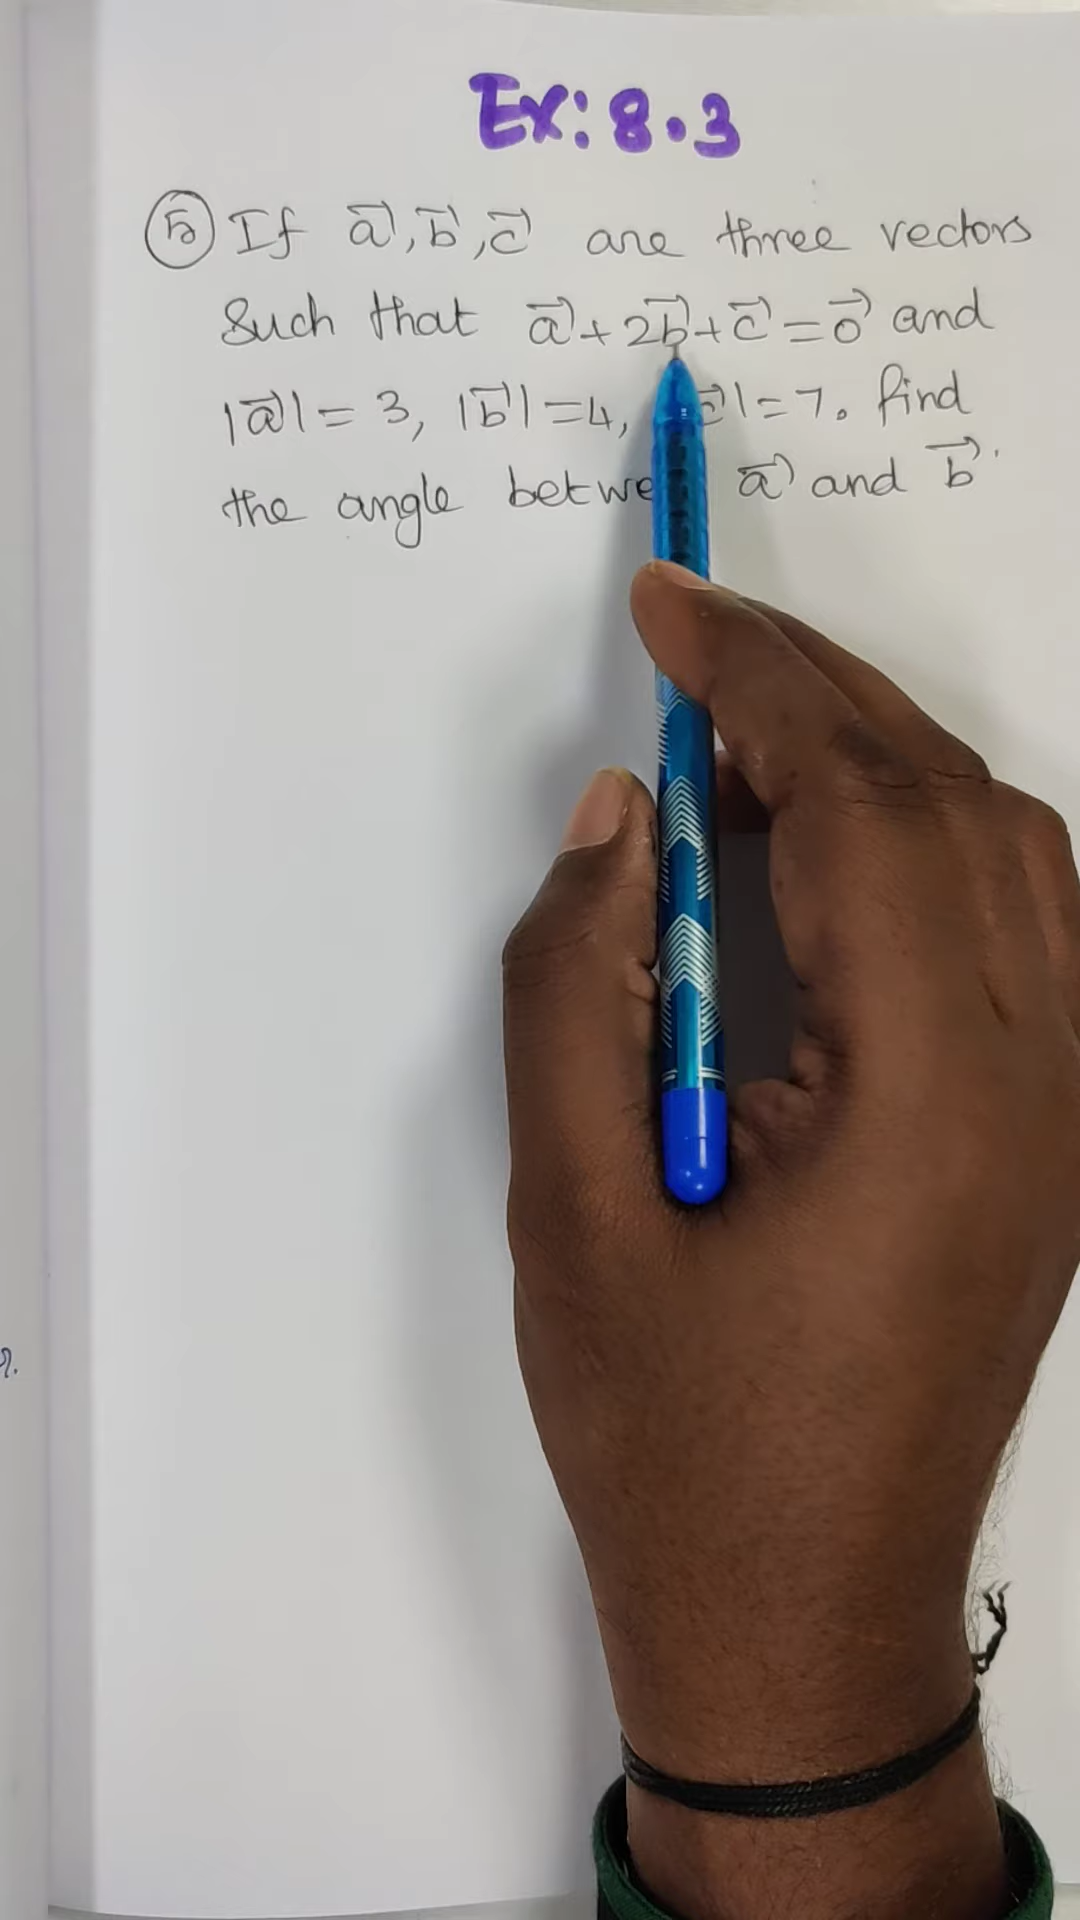 Ex: 8.3
⑤ If a⃗, b⃗, c⃗ are three vectors
Such that a⃗ + 2b⃗ + c⃗ = 0⃗ and
|a⃗| = 3, |b⃗| = 4, c⃗| = 7. find
the angle betwe a⃗ and b⃗.
2.